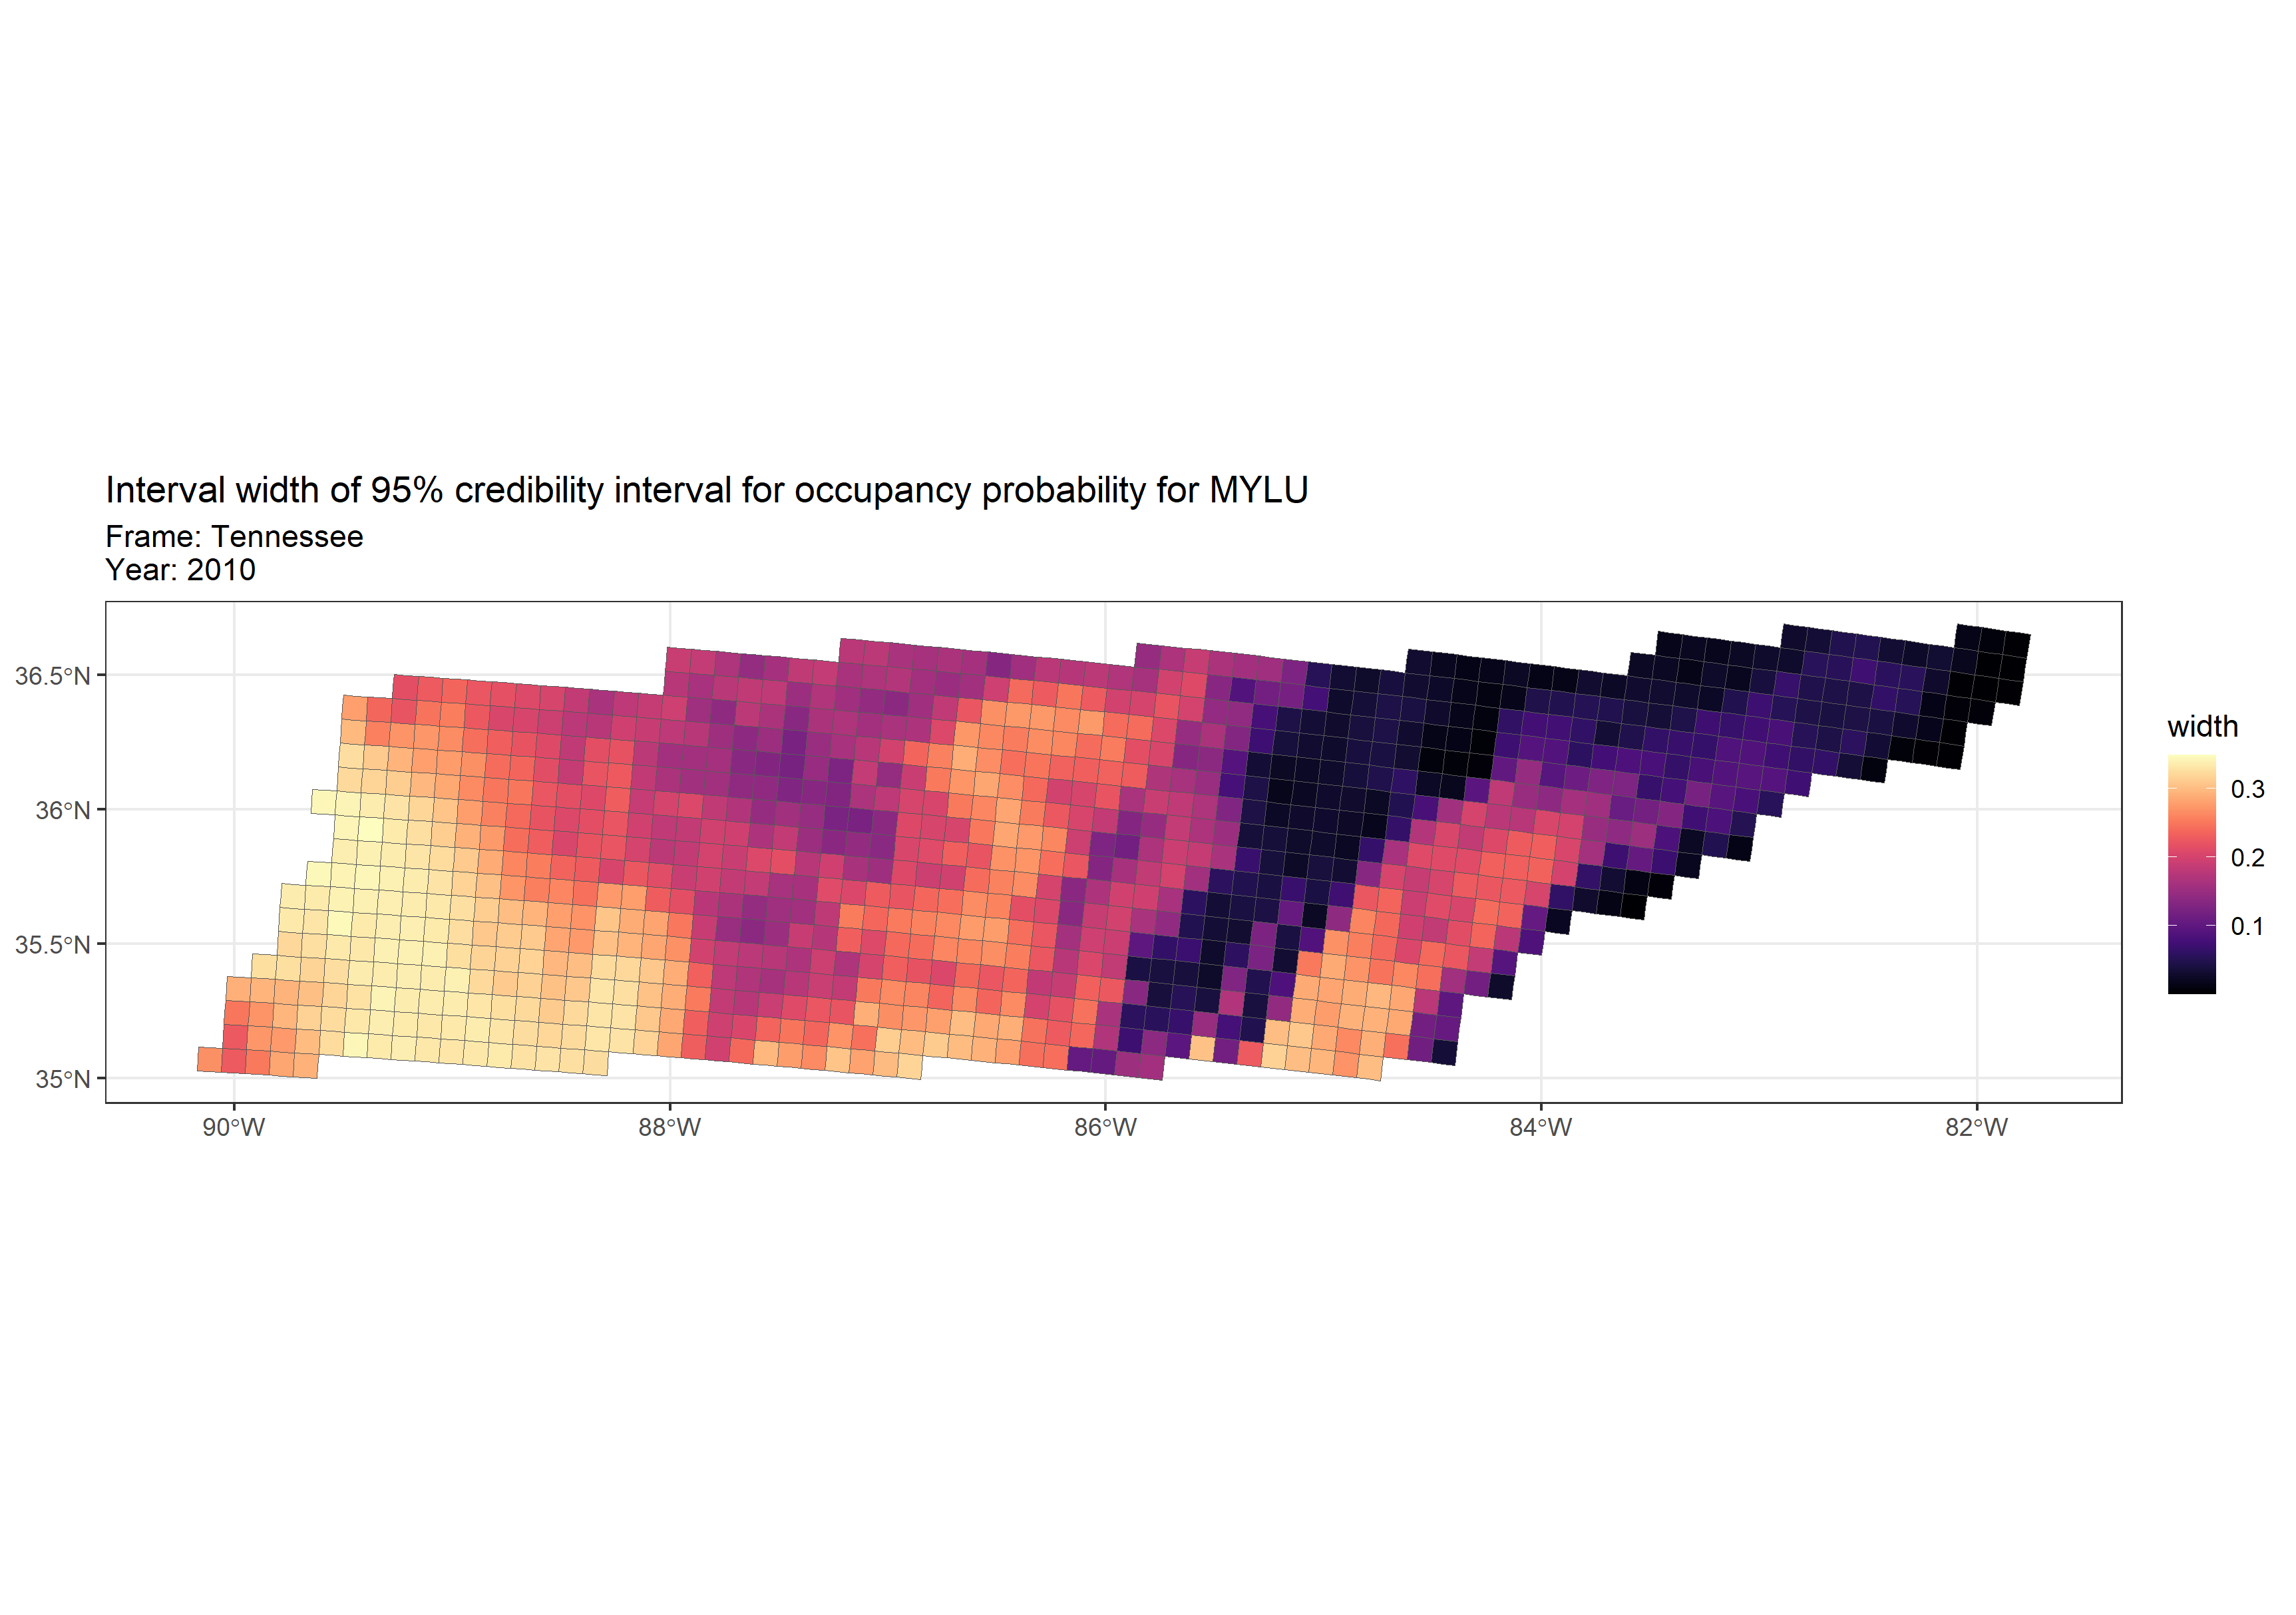 Interval width of 95% credibility interval for occupancy probability for MYLU
Frame: Tennessee
Year: 2010
36.5°N
36°N
35.5°N
35°N
90°W
88°W
86°W
84°W
82°W
width
0.3
0.2
0.1